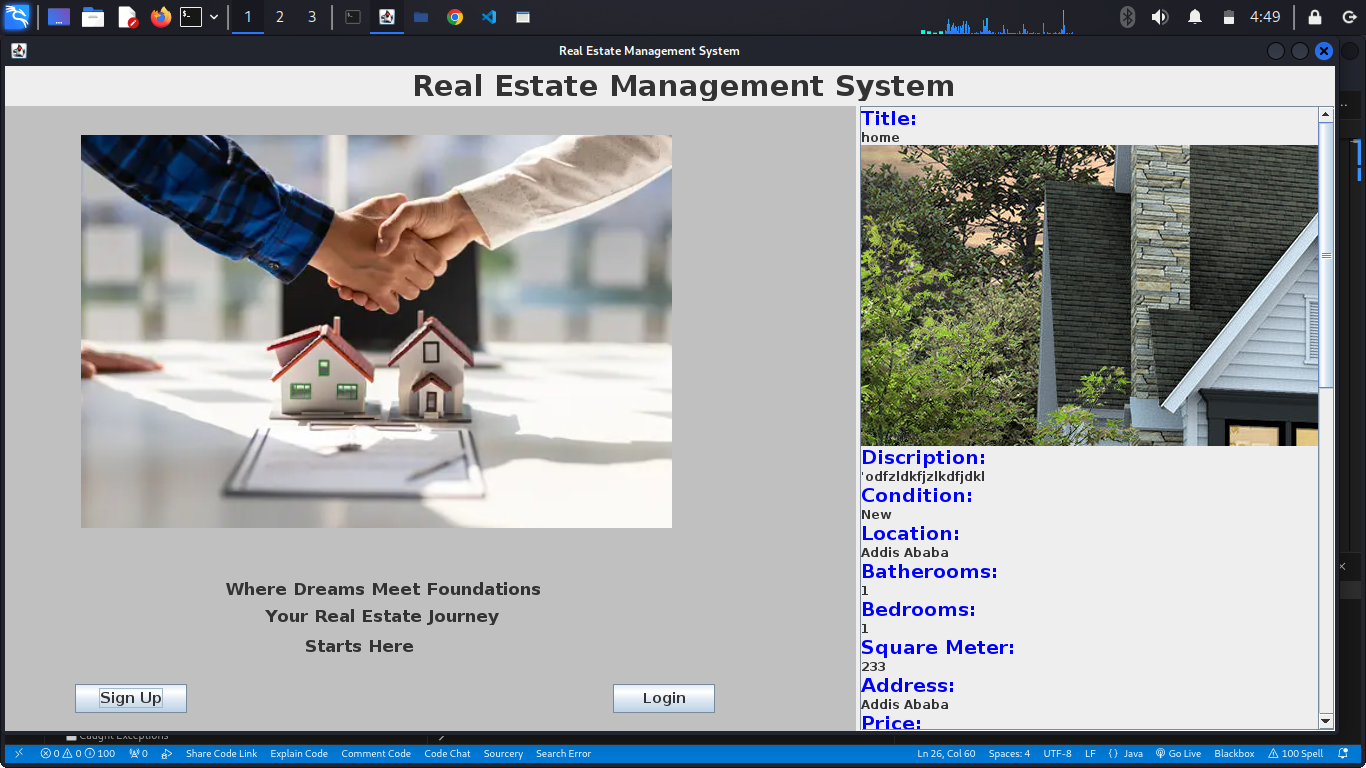 1 2 3
4:49
Real Estate Management System
Real Estate Management System
Where Dreams Meet Foundations
Your Real Estate Journey
Starts Here
Sign Up
Login
Title:
home
Discription:
'odfzldkfjzlkdfjdkl
Condition:
New
Location:
Addis Ababa
Batherooms:
1
Bedrooms:
1
Square Meter:
233
Address:
Addis Ababa
Price:
Caught Exceptions
0 0 100 0 Share Code Link Explain Code Comment Code Code Chat Sourcery Search Error Ln 26, Col 60 Spaces: 4 UTF-8 LF {} Java Go Live Blackbox 100 Spell